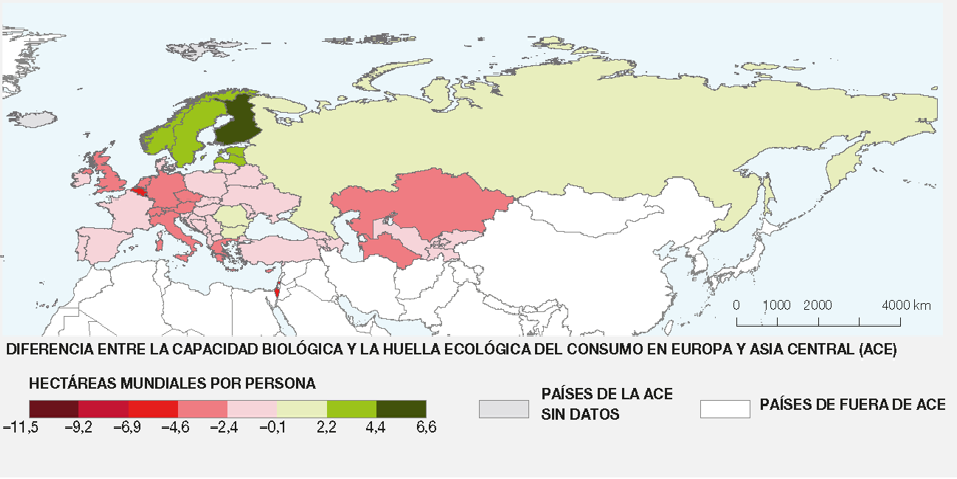 0 1000 2000 4000 km
DIFERENCIA ENTRE LA CAPACIDAD BIOLÓGICA Y LA HUELLA ECOLÓGICA DEL CONSUMO EN EUROPA Y ASIA CENTRAL (ACE)
HECTÁREAS MUNDIALES POR PERSONA
–11,5 –9,2 –6,9 –4,6 –2,4 –0,1 2,2 4,4 6,6
PAÍSES DE LA ACE
SIN DATOS
PAÍSES DE FUERA DE ACE